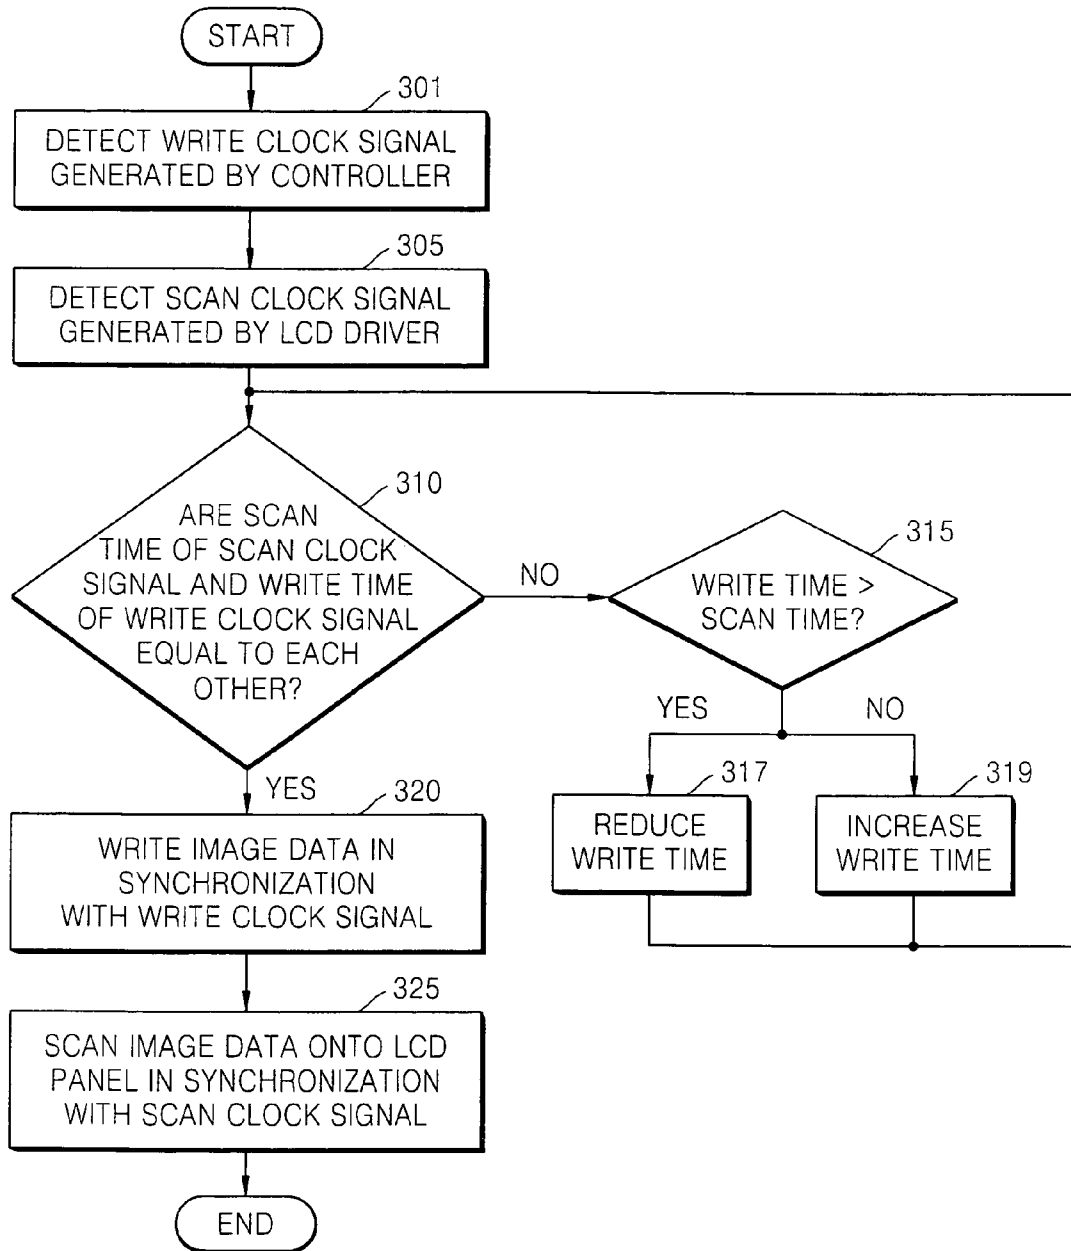 START
301
DETECT WRITE CLOCK SIGNAL
GENERATED BY CONTROLLER
305
DETECT SCAN CLOCK SIGNAL
GENERATED BY LCD DRIVER
310
ARE SCAN
TIME OF SCAN CLOCK
SIGNAL AND WRITE TIME
OF WRITE CLOCK SIGNAL
EQUAL TO EACH
OTHER?
NO
315
WRITE TIME >
SCAN TIME?
YES
NO
317
REDUCE
WRITE TIME
319
INCREASE
WRITE TIME
YES
320
WRITE IMAGE DATA IN
SYNCHRONIZATION
WITH WRITE CLOCK SIGNAL
325
SCAN IMAGE DATA ONTO LCD
PANEL IN SYNCHRONIZATION
WITH SCAN CLOCK SIGNAL
END